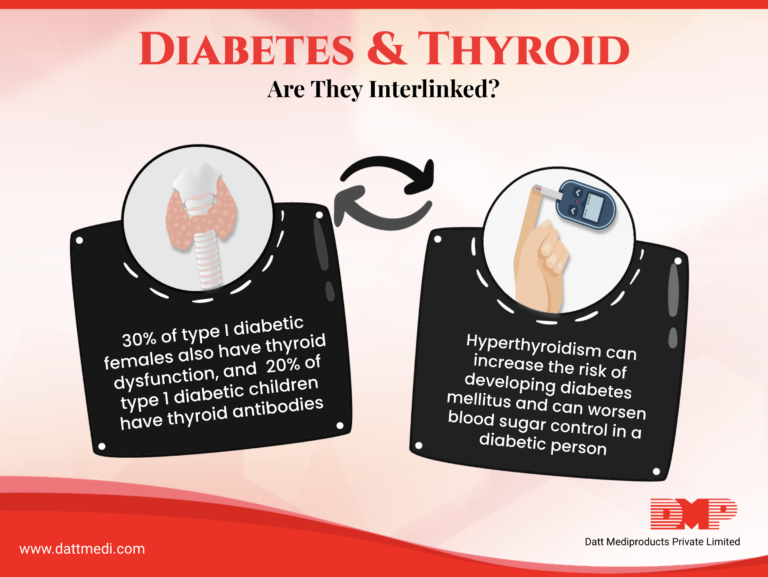 DIABETES & THYROID
Are They Interlinked?
30% of type I diabetic
females also have thyroid
dysfunction, and 20% of
type 1 diabetic children
have thyroid antibodies
Hyperthyroidism can
increase the risk of
developing diabetes
mellitus and can worsen
blood sugar control in a
diabetic person
DMP
Datt Mediproducts Private Limited
www.dattmedi.com